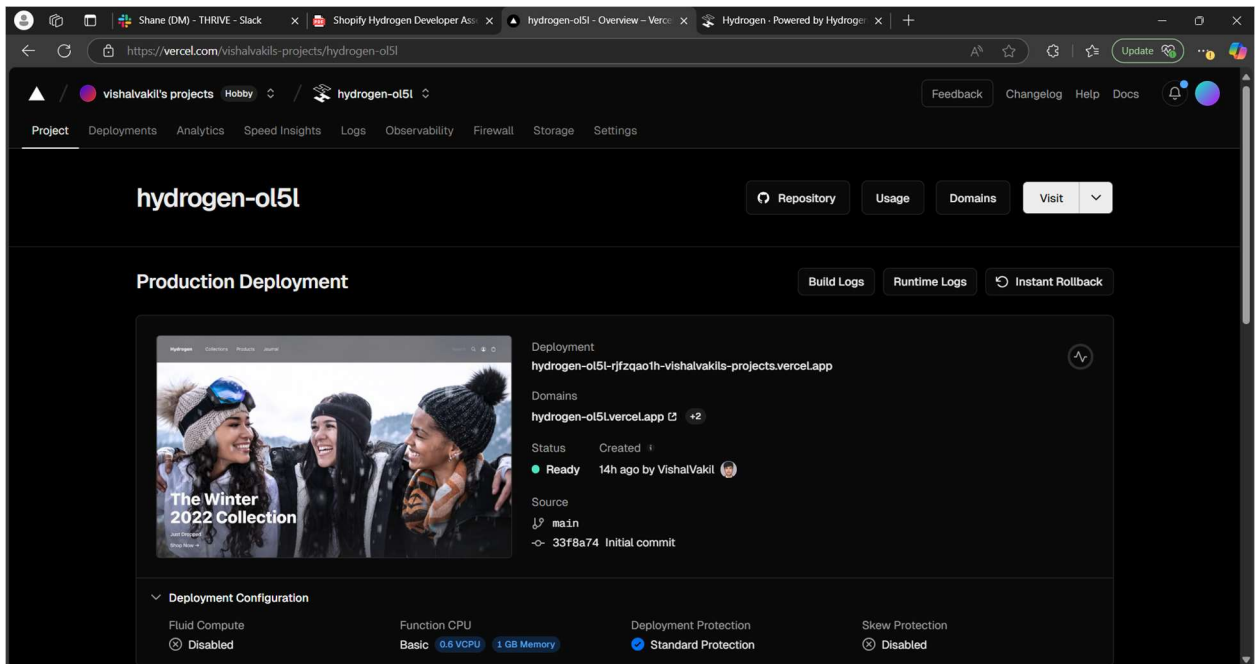 Shane (DM) – THRIVE - Slack
Shopify Hydrogen Developer Ass
hydrogen-ol5l - Overview – Verce
Hydrogen · Powered by Hydrogen
https://vercel.com/vishalvakils-projects/hydrogen-ol5l
Update
vishalvakil's projects Hobby / hydrogen-ol5l
Feedback Changelog Help Docs
Project Deployments Analytics Speed Insights Logs Observability Firewall Storage Settings
hydrogen-ol5l
Repository Usage Domains Visit
Production Deployment
Build Logs Runtime Logs Instant Rollback
Hydrogen Collections Products Journal
The Winter
2022 Collection
Just Dropped
Shop Now →
Deployment
hydrogen-ol5l-rjfzqao1h-vishalvakils-projects.vercel.app
Domains
hydrogen-ol5l.vercel.app +2
Status Created
Ready 14h ago by VishalVakil
Source
main
33f8a74 Initial commit
Deployment Configuration
Fluid Compute
Disabled
Function CPU
Basic 0.6 VCPU 1 GB Memory
Deployment Protection
Standard Protection
Skew Protection
Disabled